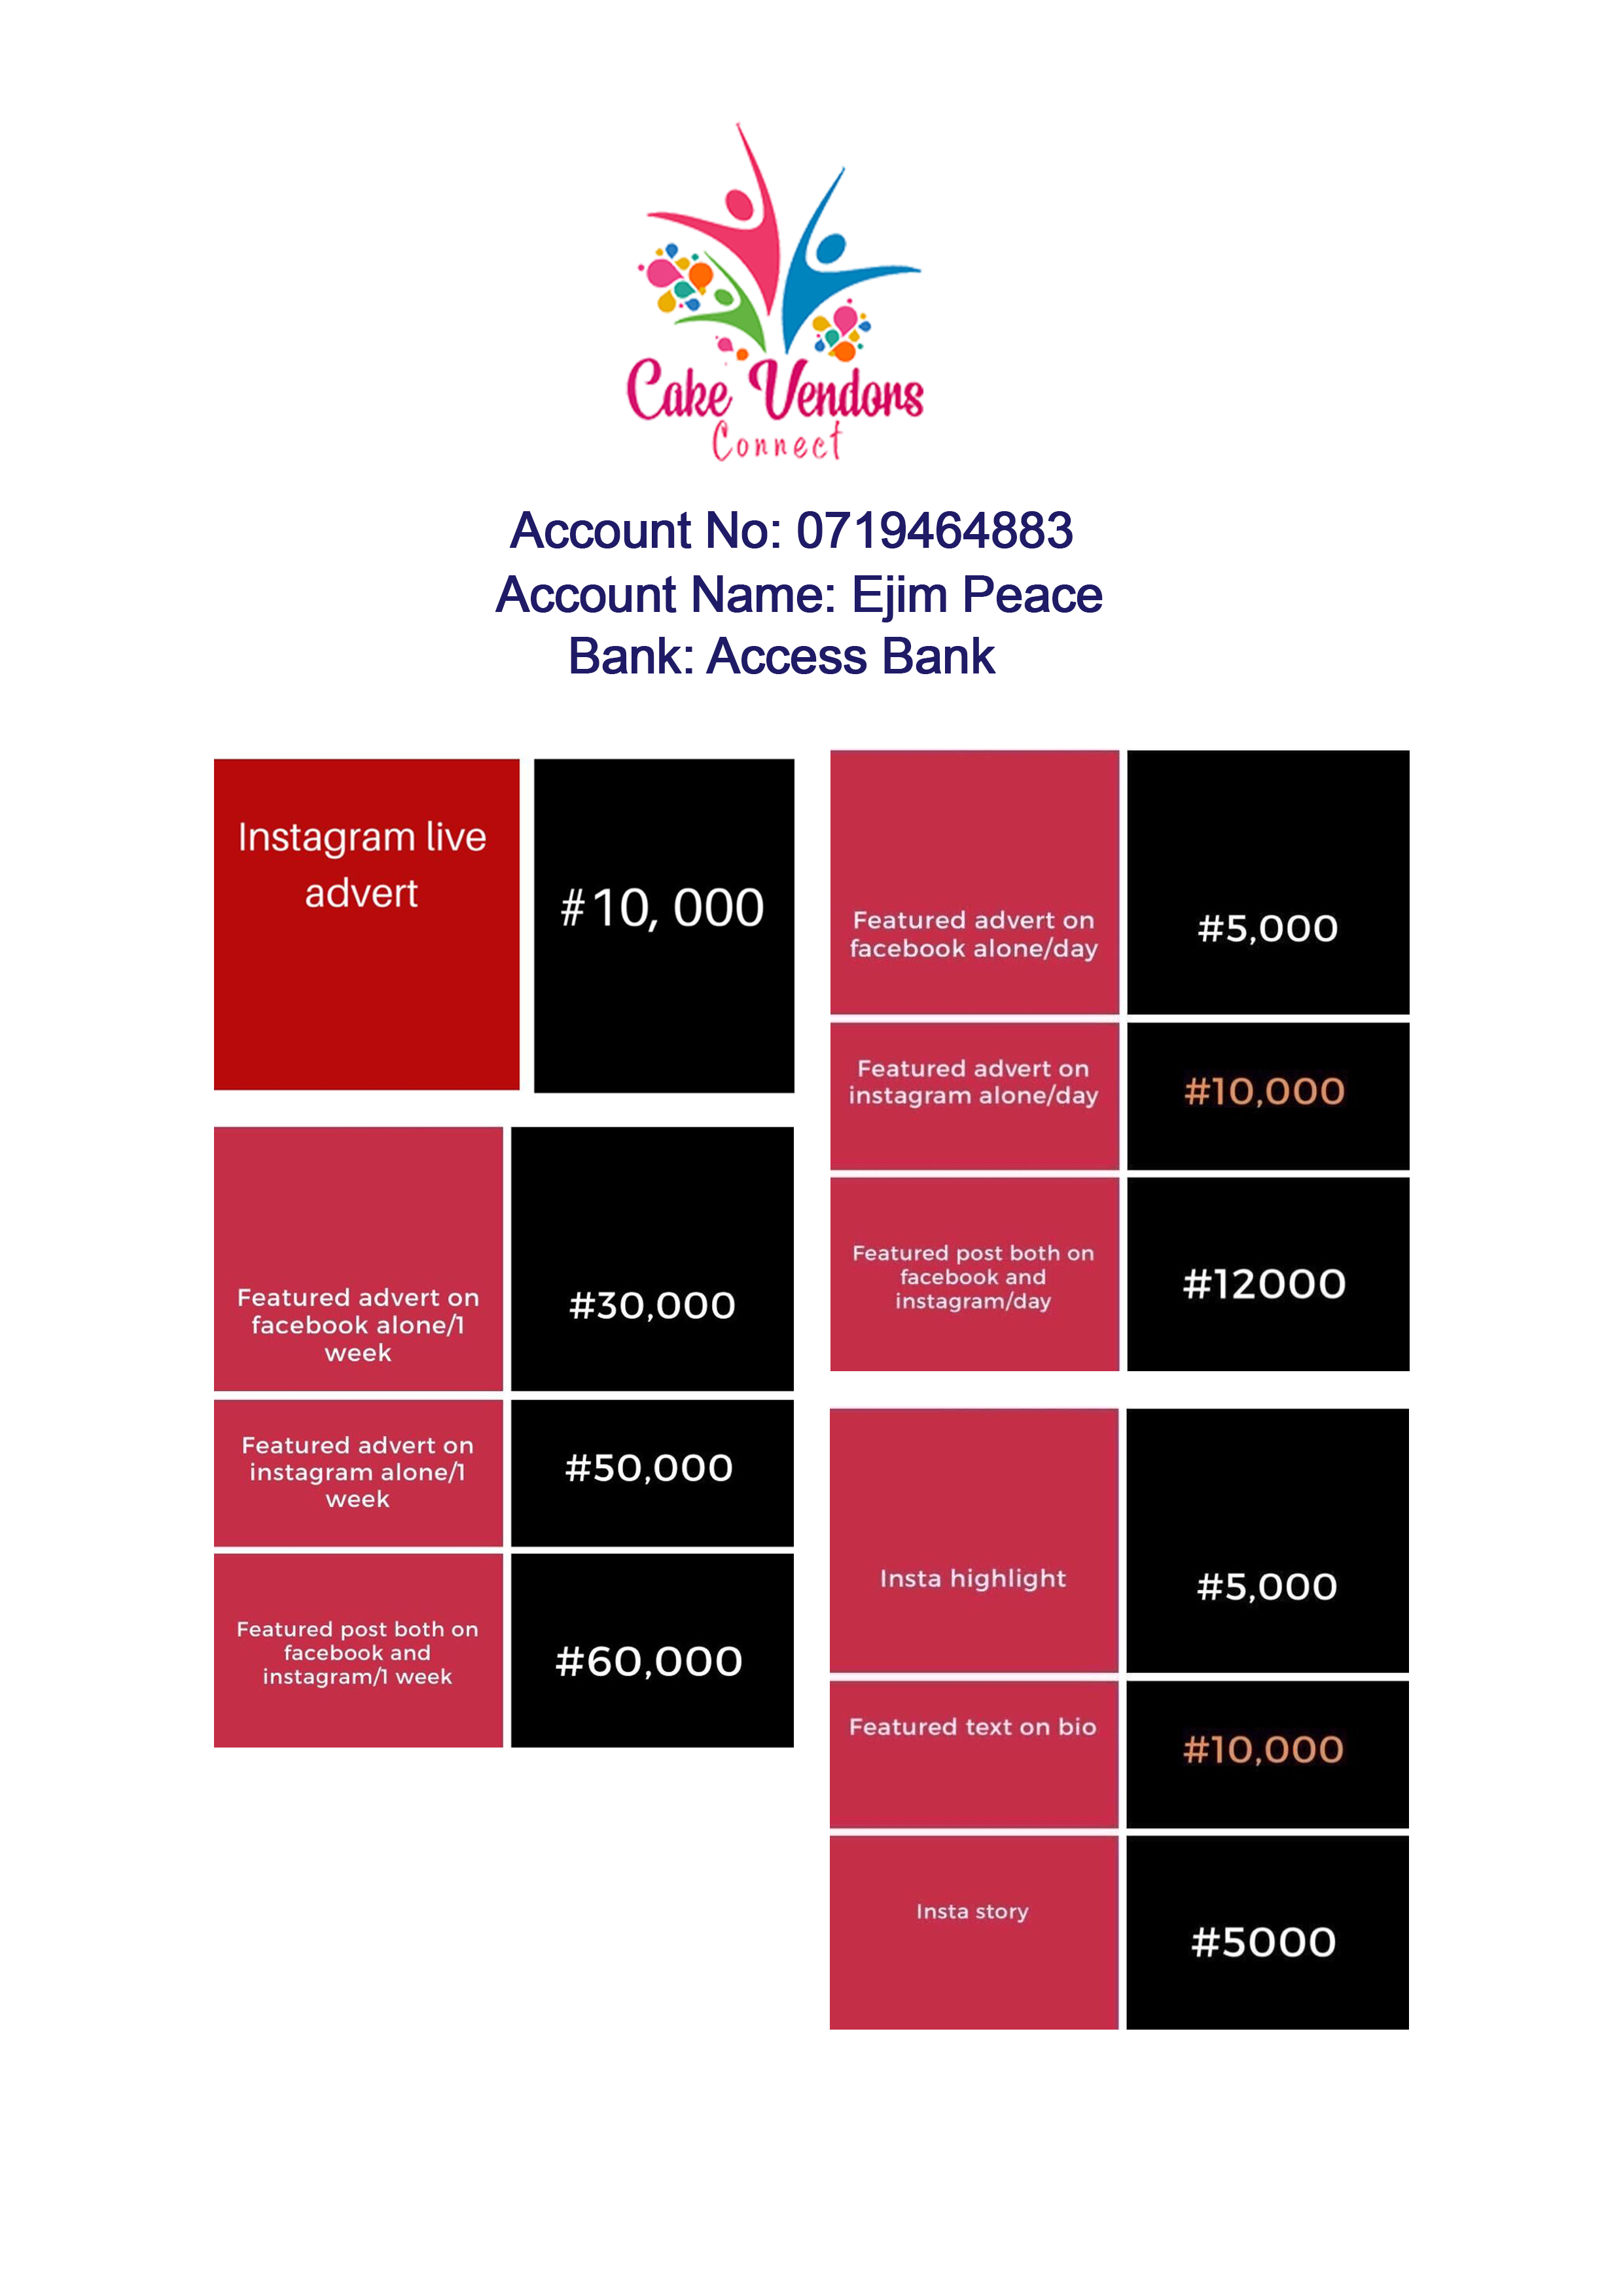 Cake Vendors
Connect
Account No: 0719464883
Account Name: Ejim Peace
Bank: Access Bank
Instagram live
advert
#10, 000
Featured advert on
facebook alone/1
week
#30,000
Featured advert on
instagram alone/1
week
#50,000
Featured post both on
facebook and
instagram/1 week
#60,000
Featured advert on
facebook alone/day
#5,000
Featured advert on
instagram alone/day
#10,000
Featured post both on
facebook and
instagram/day
#12000
Insta highlight
#5,000
Featured text on bio
#10,000
Insta story
#5000